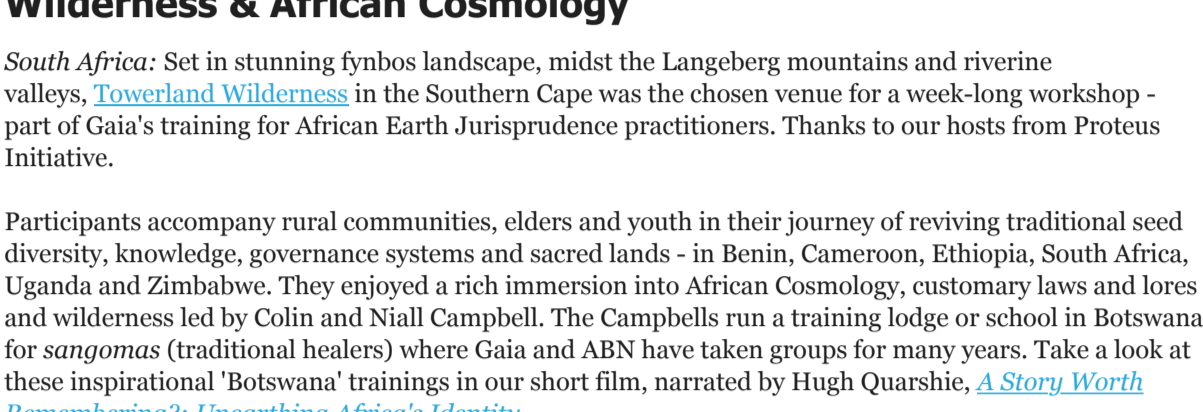 Wilderness & African Cosmology
South Africa: Set in stunning fynbos landscape, midst the Langeberg mountains and riverine
valleys, Towerland Wilderness in the Southern Cape was the chosen venue for a week-long workshop -
part of Gaia's training for African Earth Jurisprudence practitioners. Thanks to our hosts from Proteus
Initiative.
Participants accompany rural communities, elders and youth in their journey of reviving traditional seed
diversity, knowledge, governance systems and sacred lands - in Benin, Cameroon, Ethiopia, South Africa,
Uganda and Zimbabwe. They enjoyed a rich immersion into African Cosmology, customary laws and lores
and wilderness led by Colin and Niall Campbell. The Campbells run a training lodge or school in Botswana
for sangomas (traditional healers) where Gaia and ABN have taken groups for many years. Take a look at
these inspirational 'Botswana' trainings in our short film, narrated by Hugh Quarshie, A Story Worth
Remembering?: Unearthing Africa's Identity